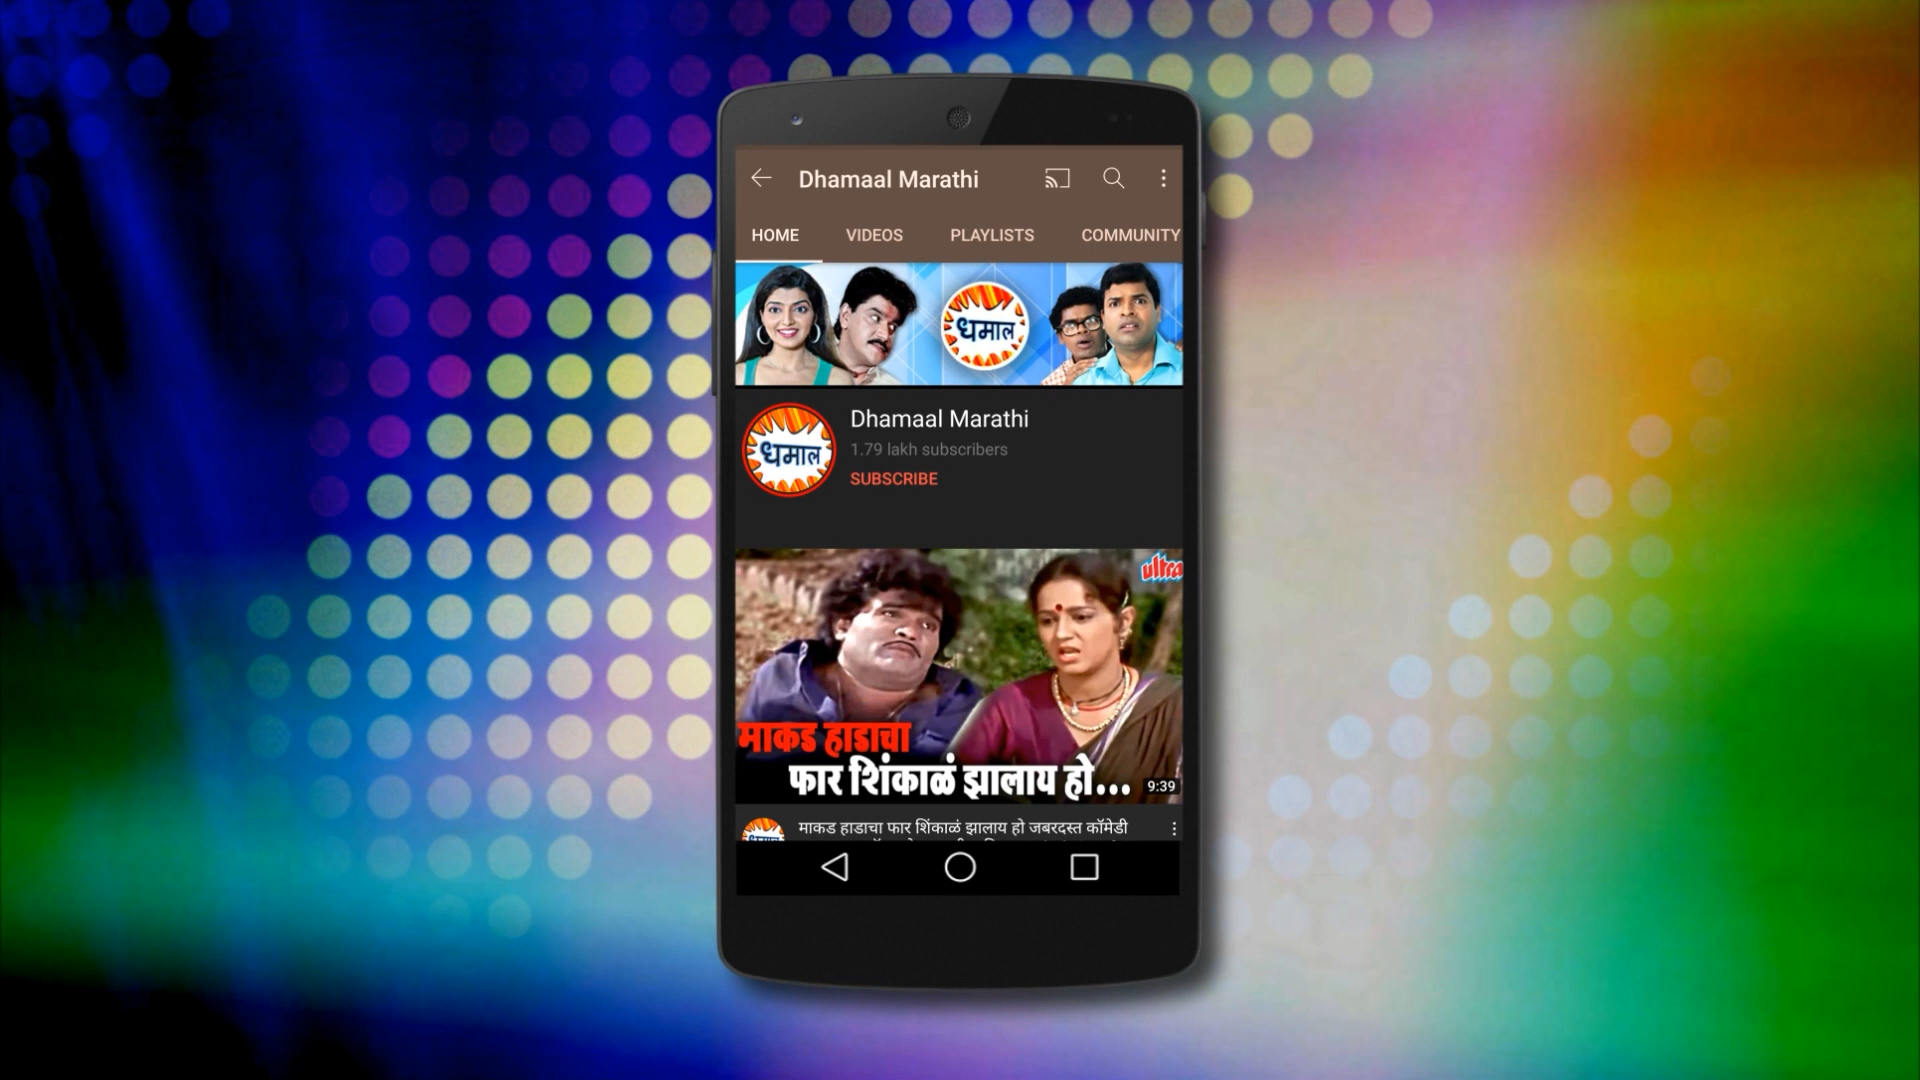 Dhamaal Marathi
HOME VIDEOS PLAYLISTS COMMUNITY
धमाल
धमाल
Dhamaal Marathi
1.79 lakh subscribers
SUBSCRIBE
ultra
माकड हाडाचा
फार शिंकाळं झालाय हो...
9:39
माकड हाडाचा फार शिंकाळं झालाय हो जबरदस्त कॉमेडी